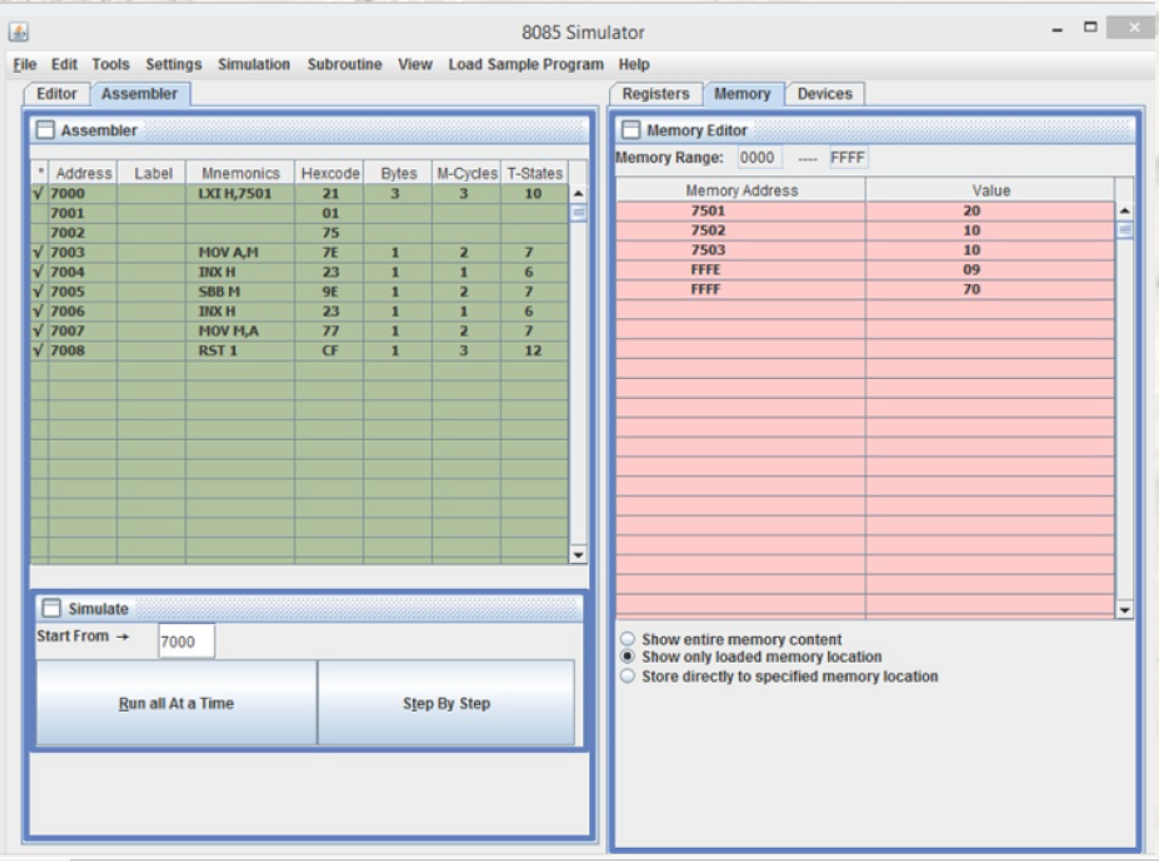 8085 Simulator
File Edit Tools Settings Simulation Subroutine View Load Sample Program Help
Editor Assembler
Assembler
* Address Label Mnemonics Hexcode Bytes M-Cycles T-States
√ 7000 LXI H,7501 21 3 3 10
7001 01
7002 75
√ 7003 MOV A,M 7E 1 2 7
√ 7004 INX H 23 1 1 6
√ 7005 SBB M 9E 1 2 7
√ 7006 INX H 23 1 1 6
√ 7007 MOV M,A 77 1 2 7
√ 7008 RST 1 CF 1 3 12
Simulate
Start From → 7000
Run all At a Time Step By Step
Registers Memory Devices
Memory Editor
Memory Range: 0000 ---- FFFF
Memory Address Value
7501 20
7502 10
7503 10
FFFE 09
FFFF 70
Show entire memory content
Show only loaded memory location
Store directly to specified memory location